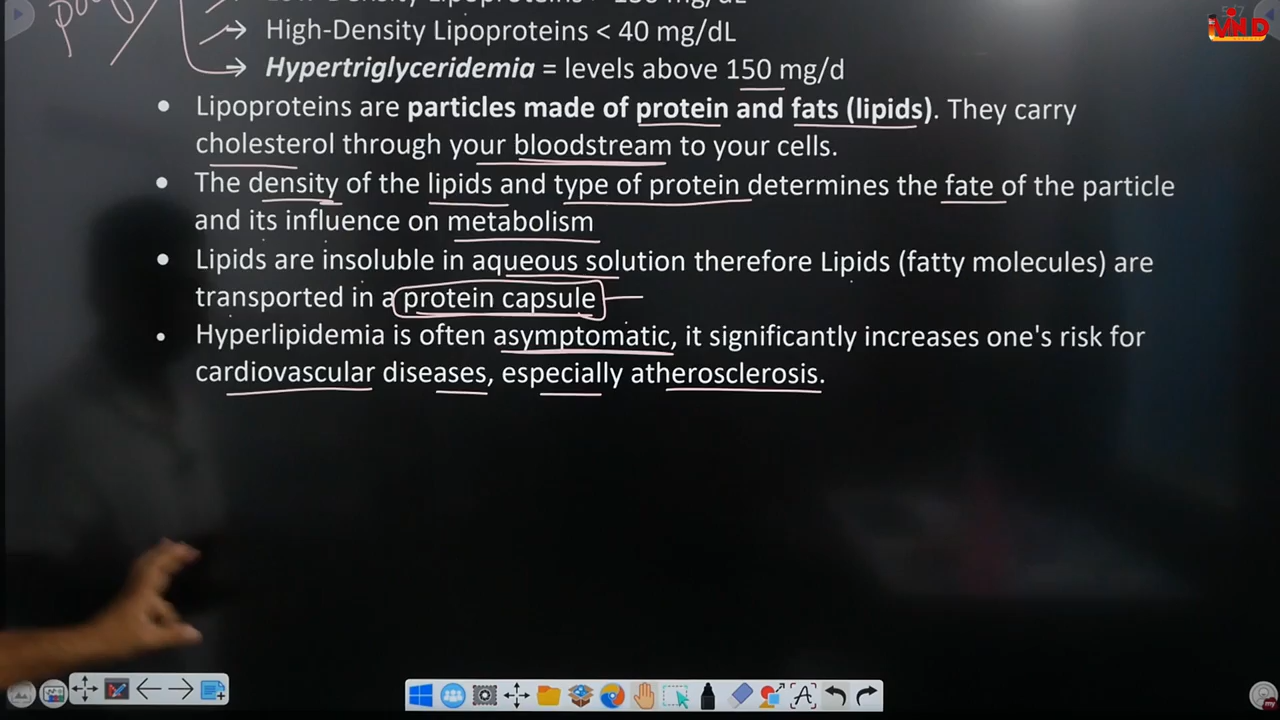 High-Density Lipoproteins < 40 mg/dL
Hypertriglyceridemia = levels above 150 mg/d
• Lipoproteins are particles made of protein and fats (lipids). They carry
cholesterol through your bloodstream to your cells.
• The density of the lipids and type of protein determines the fate of the particle
and its influence on metabolism
• Lipids are insoluble in aqueous solution therefore Lipids (fatty molecules) are
transported in a protein capsule
• Hyperlipidemia is often asymptomatic, it significantly increases one's risk for
cardiovascular diseases, especially atherosclerosis.